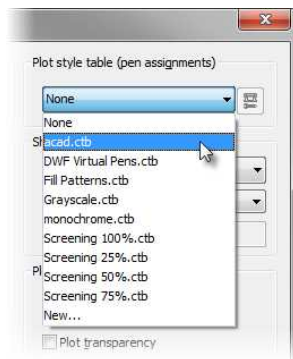 Plot style table (pen assignments)
None
None
acad.ctb
DWF Virtual Pens.ctb
Fill Patterns.ctb
Grayscale.ctb
monochrome.ctb
Screening 100%.ctb
Screening 25%.ctb
Screening 50%.ctb
Screening 75%.ctb
New...
Plot transparency